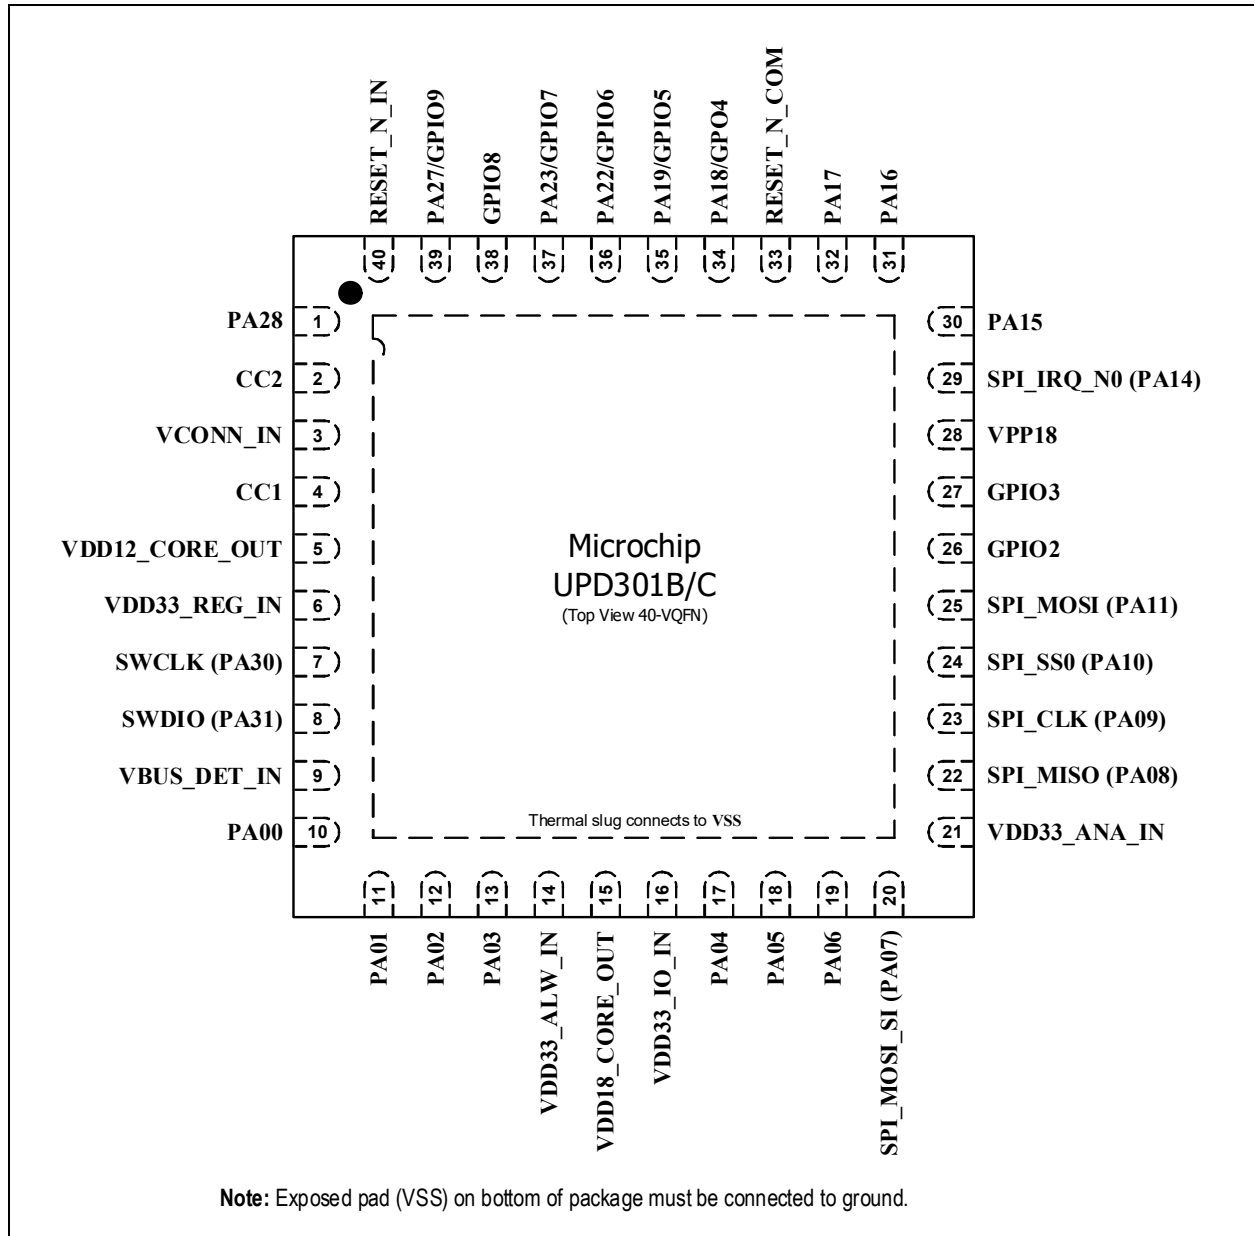 RESET_N_IN
PA27/GPIO9
GPIO8
PA23/GPIO7
PA22/GPIO6
PA19/GPIO5
PA18/GPO4
RESET_N_COM
PA17
PA16
40
39
38
37
36
35
34
33
32
31
PA28 1
CC2 2
VCONN_IN 3
CC1 4
VDD12_CORE_OUT 5
VDD33_REG_IN 6
SWCLK (PA30) 7
SWDIO (PA31) 8
VBUS_DET_IN 9
PA00 10
Microchip
UPD301B/C
(Top View 40-VQFN)
Thermal slug connects to VSS
30 PA15
29 SPI_IRQ_N0 (PA14)
28 VPP18
27 GPIO3
26 GPIO2
25 SPI_MOSI (PA11)
24 SPI_SS0 (PA10)
23 SPI_CLK (PA09)
22 SPI_MISO (PA08)
21 VDD33_ANA_IN
11
12
13
14
15
16
17
18
19
20
PA01
PA02
PA03
VDD33_ALW_IN
VDD18_CORE_OUT
VDD33_IO_IN
PA04
PA05
PA06
SPI_MOSI_SI (PA07)
Note: Exposed pad (VSS) on bottom of package must be connected to ground.